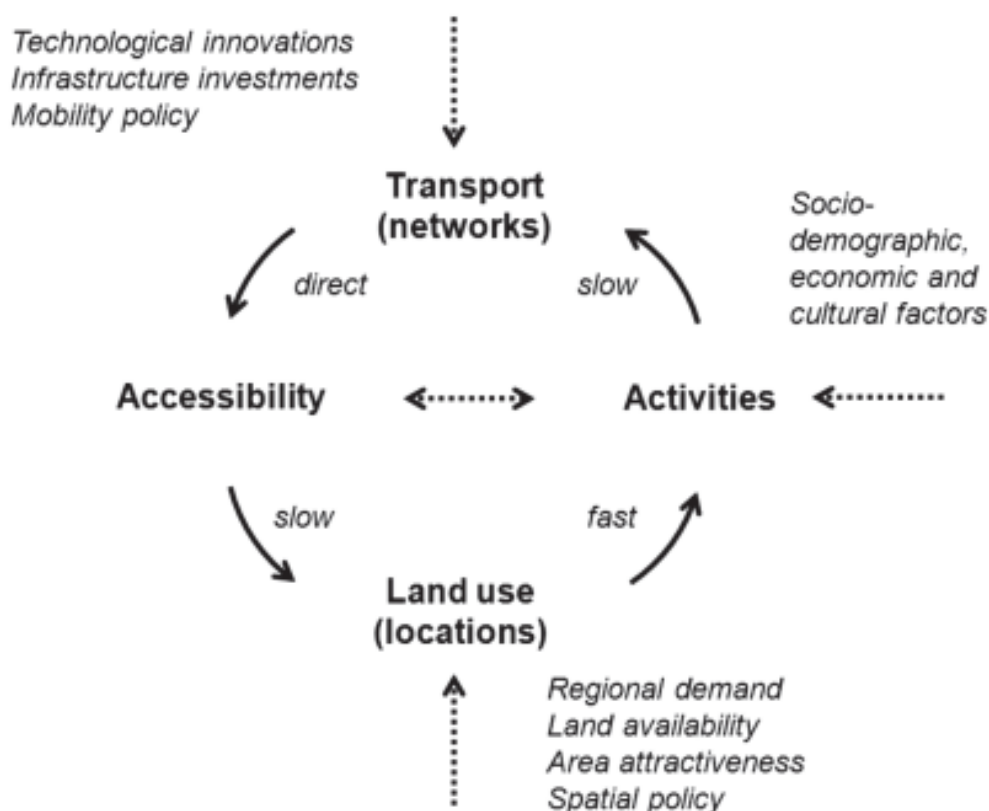 Technological innovations
Infrastructure investments
Mobility policy
Transport
(networks)
Socio-
demographic,
economic and
cultural factors
direct
slow
Accessibility
Activities
slow
fast
Land use
(locations)
Regional demand
Land availability
Area attractiveness
Spatial policy